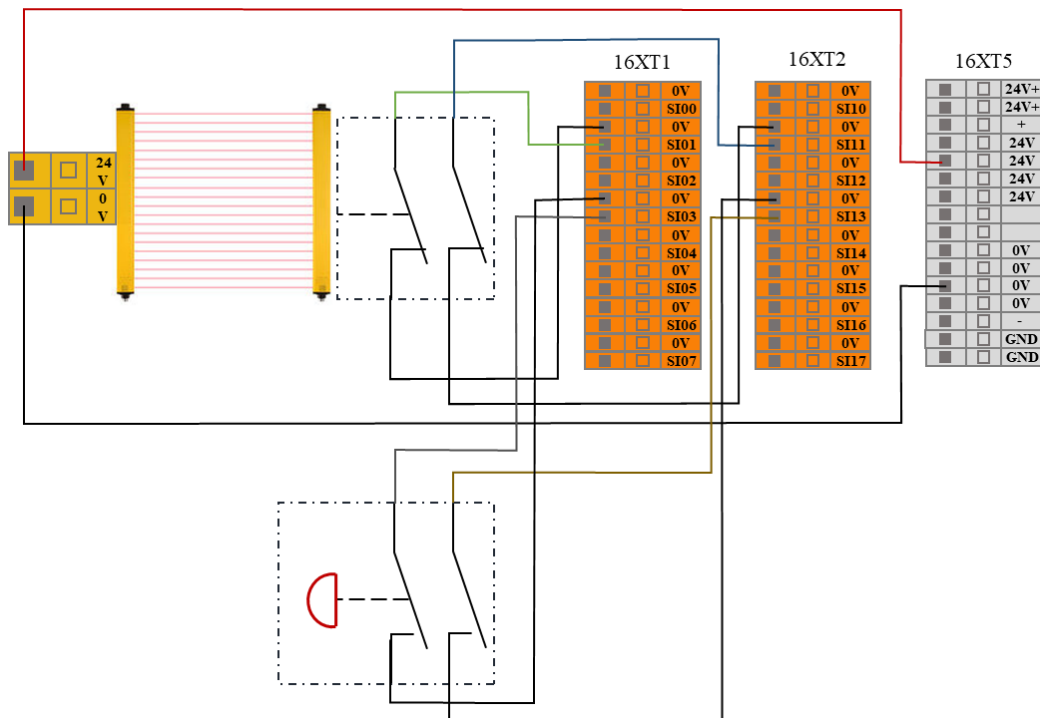 16XT1
16XT2
16XT5
24
V
0
V
0V
SI00
0V
SI01
0V
SI02
0V
SI03
0V
SI04
0V
SI05
0V
SI06
0V
SI07
0V
SI10
0V
SI11
0V
SI12
0V
SI13
0V
SI14
0V
SI15
0V
SI16
0V
SI17
24V+
24V+
+
24V
24V
24V
24V
0V
0V
0V
0V
-
GND
GND